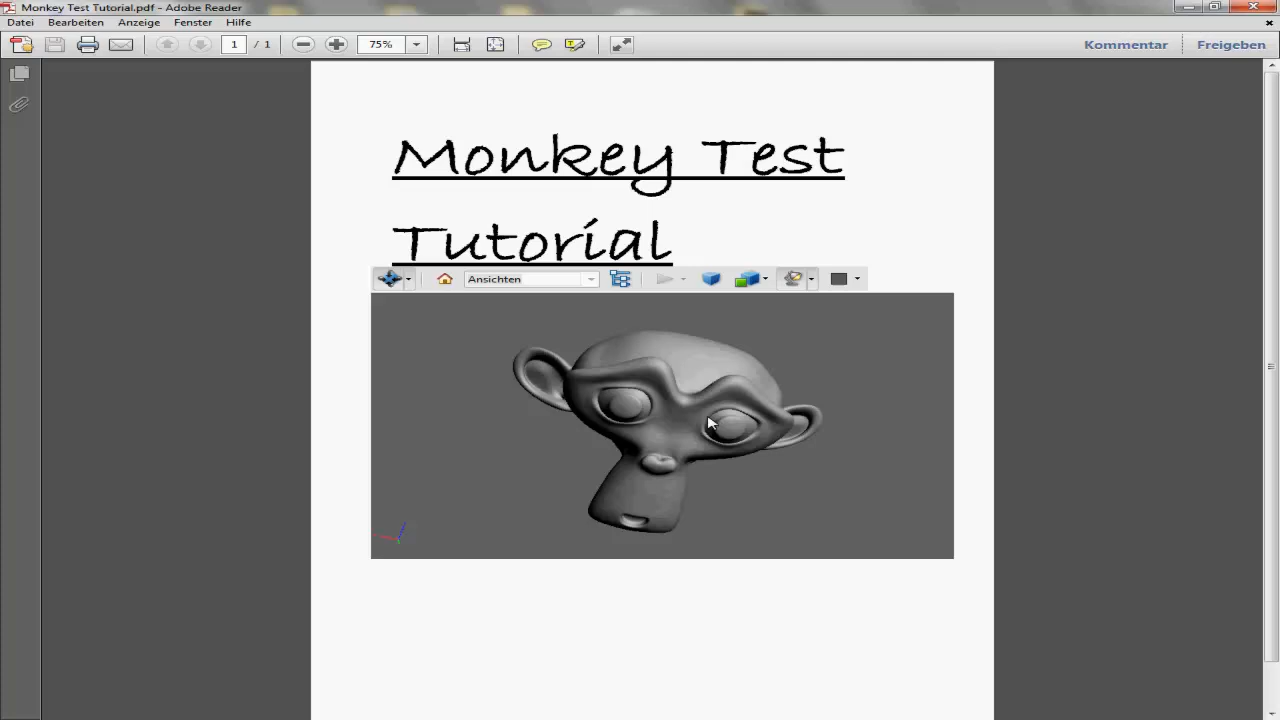 Monkey Test Tutorial.pdf - Adobe Reader
Datei Bearbeiten Anzeige Fenster Hilfe
1 / 1 75% Kommentar Freigeben
Monkey Test
Tutorial
Ansichten